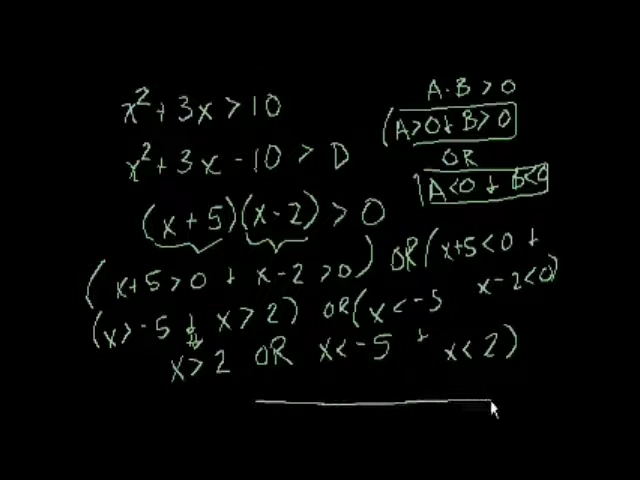 x² + 3x > 10
x² + 3x - 10 > 0
(x + 5)(x - 2) > 0
(x + 5 > 0 + x - 2 > 0) OR (x+5 < 0 +
x - 2 < 0)
(x > -5 + x > 2) OR (x < -5
+ x < 2)
x > 2 OR x < -5
A · B > 0
(A > 0 + B > 0
OR
(A < 0 + B < 0